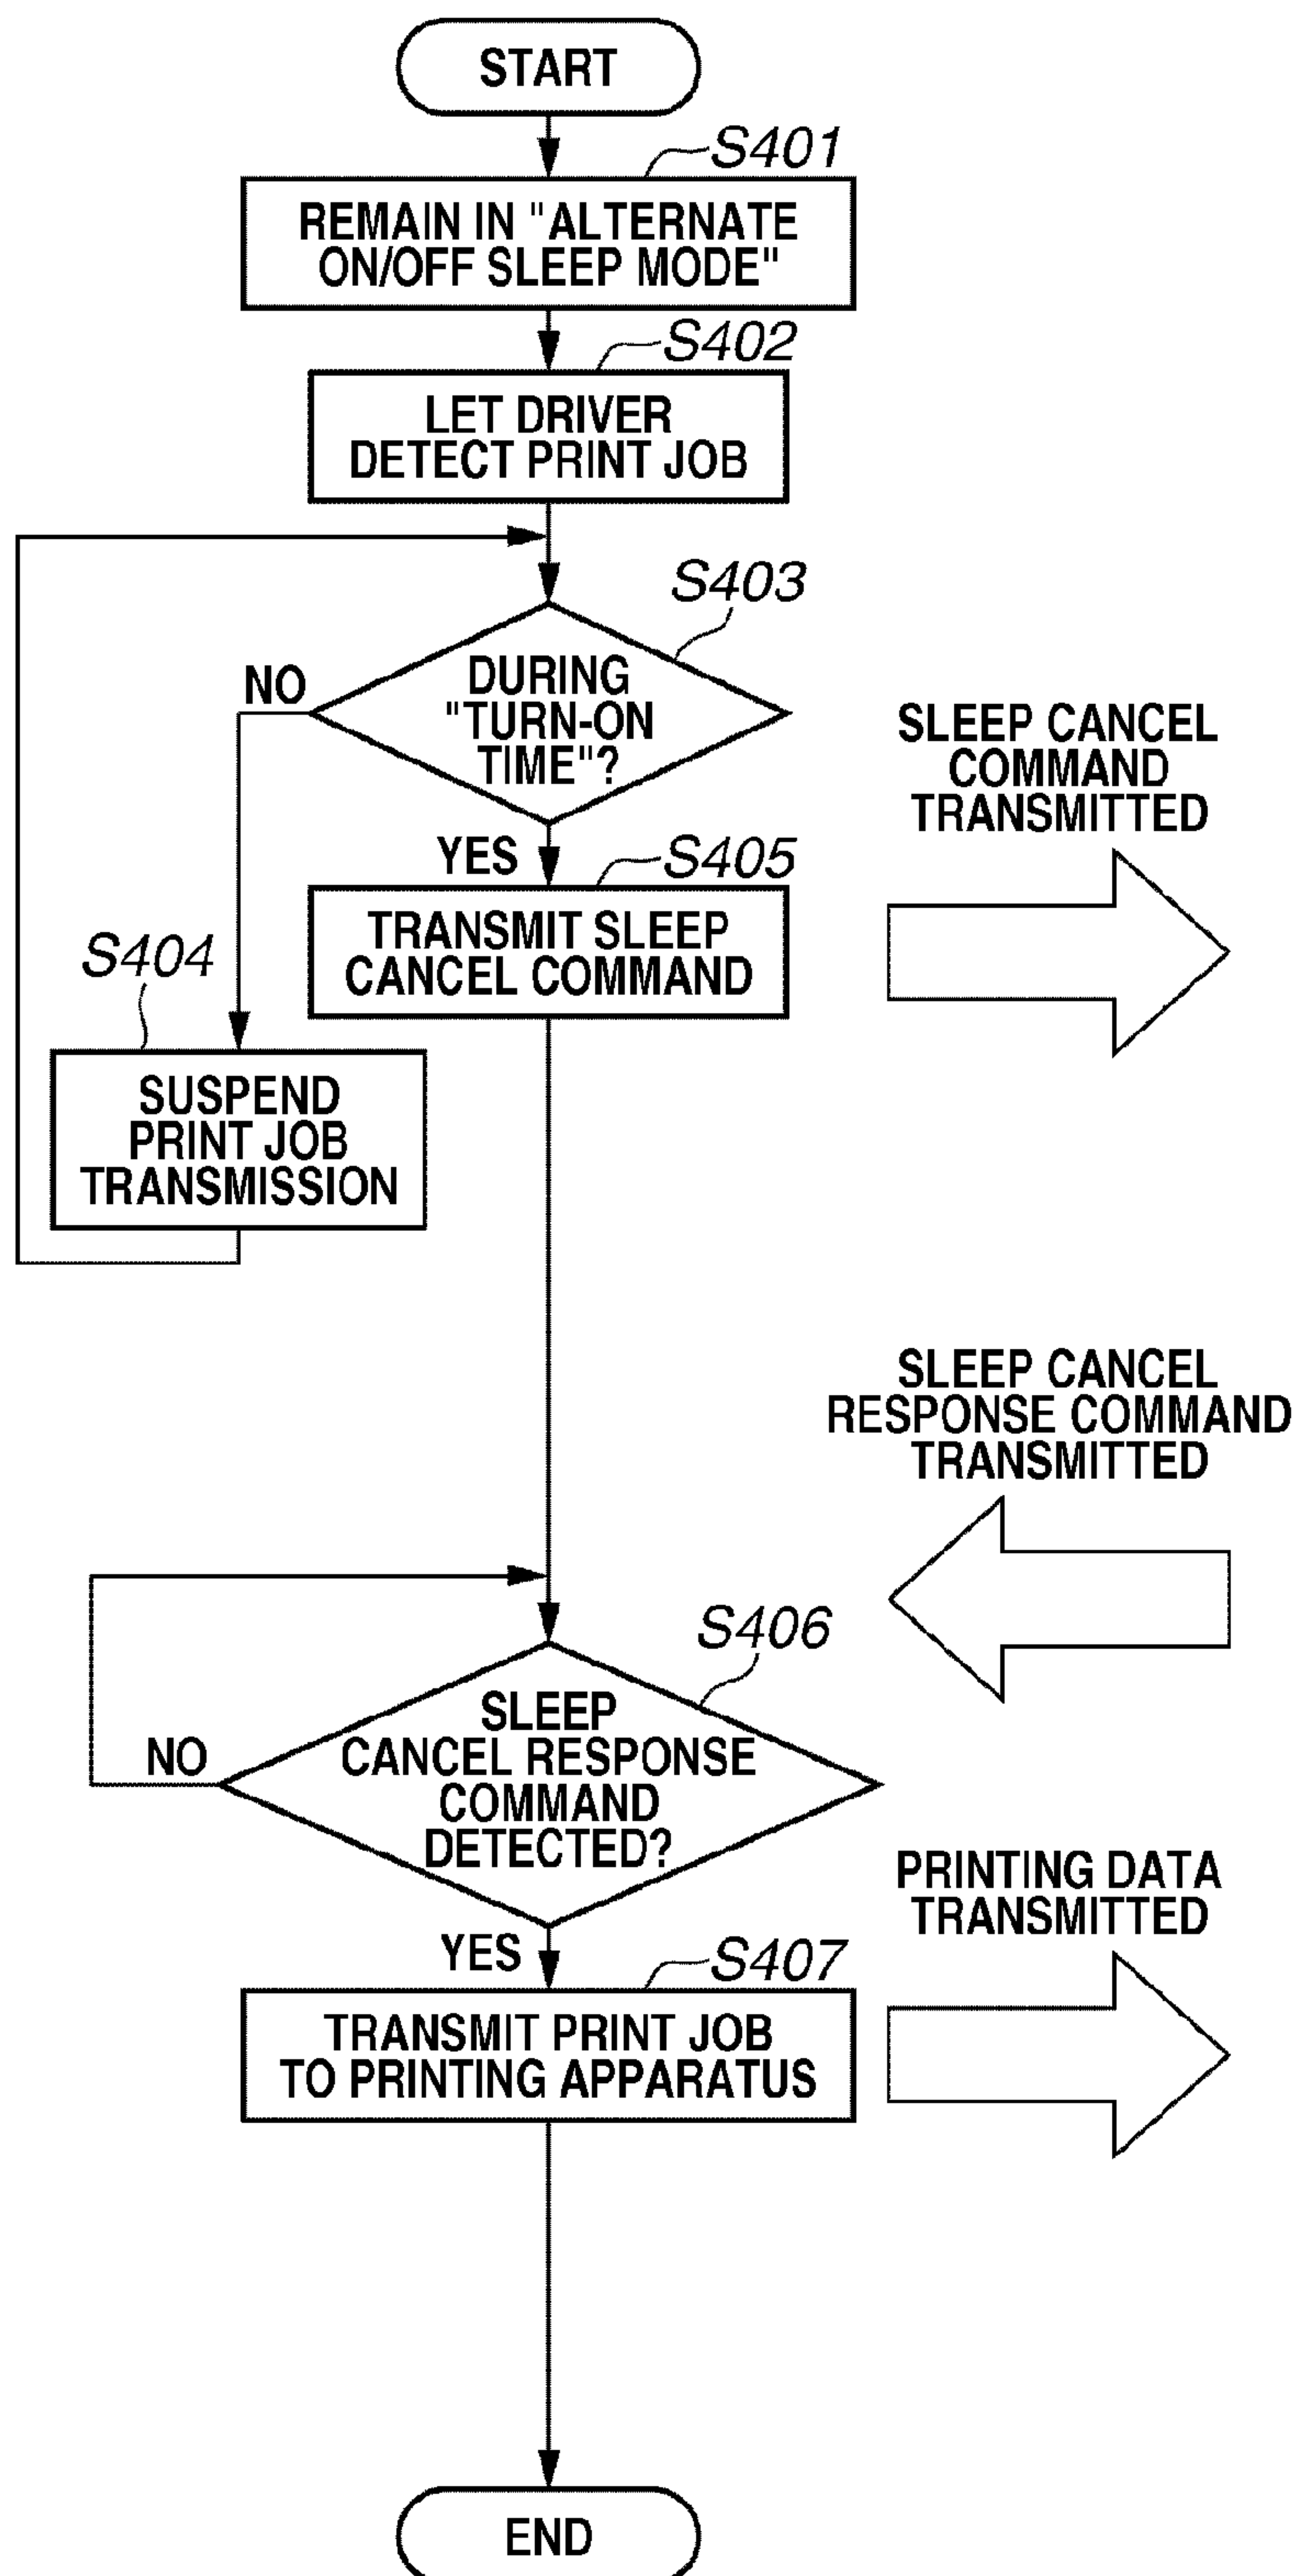 START
S401
REMAIN IN "ALTERNATE
ON/OFF SLEEP MODE"
S402
LET DRIVER
DETECT PRINT JOB
S403
DURING
"TURN-ON
TIME"?
NO
YES
SLEEP CANCEL
COMMAND
TRANSMITTED
S405
TRANSMIT SLEEP
CANCEL COMMAND
S404
SUSPEND
PRINT JOB
TRANSMISSION
SLEEP CANCEL
RESPONSE COMMAND
TRANSMITTED
S406
SLEEP
CANCEL RESPONSE
COMMAND
DETECTED?
NO
YES
PRINTING DATA
TRANSMITTED
S407
TRANSMIT PRINT JOB
TO PRINTING APPARATUS
END